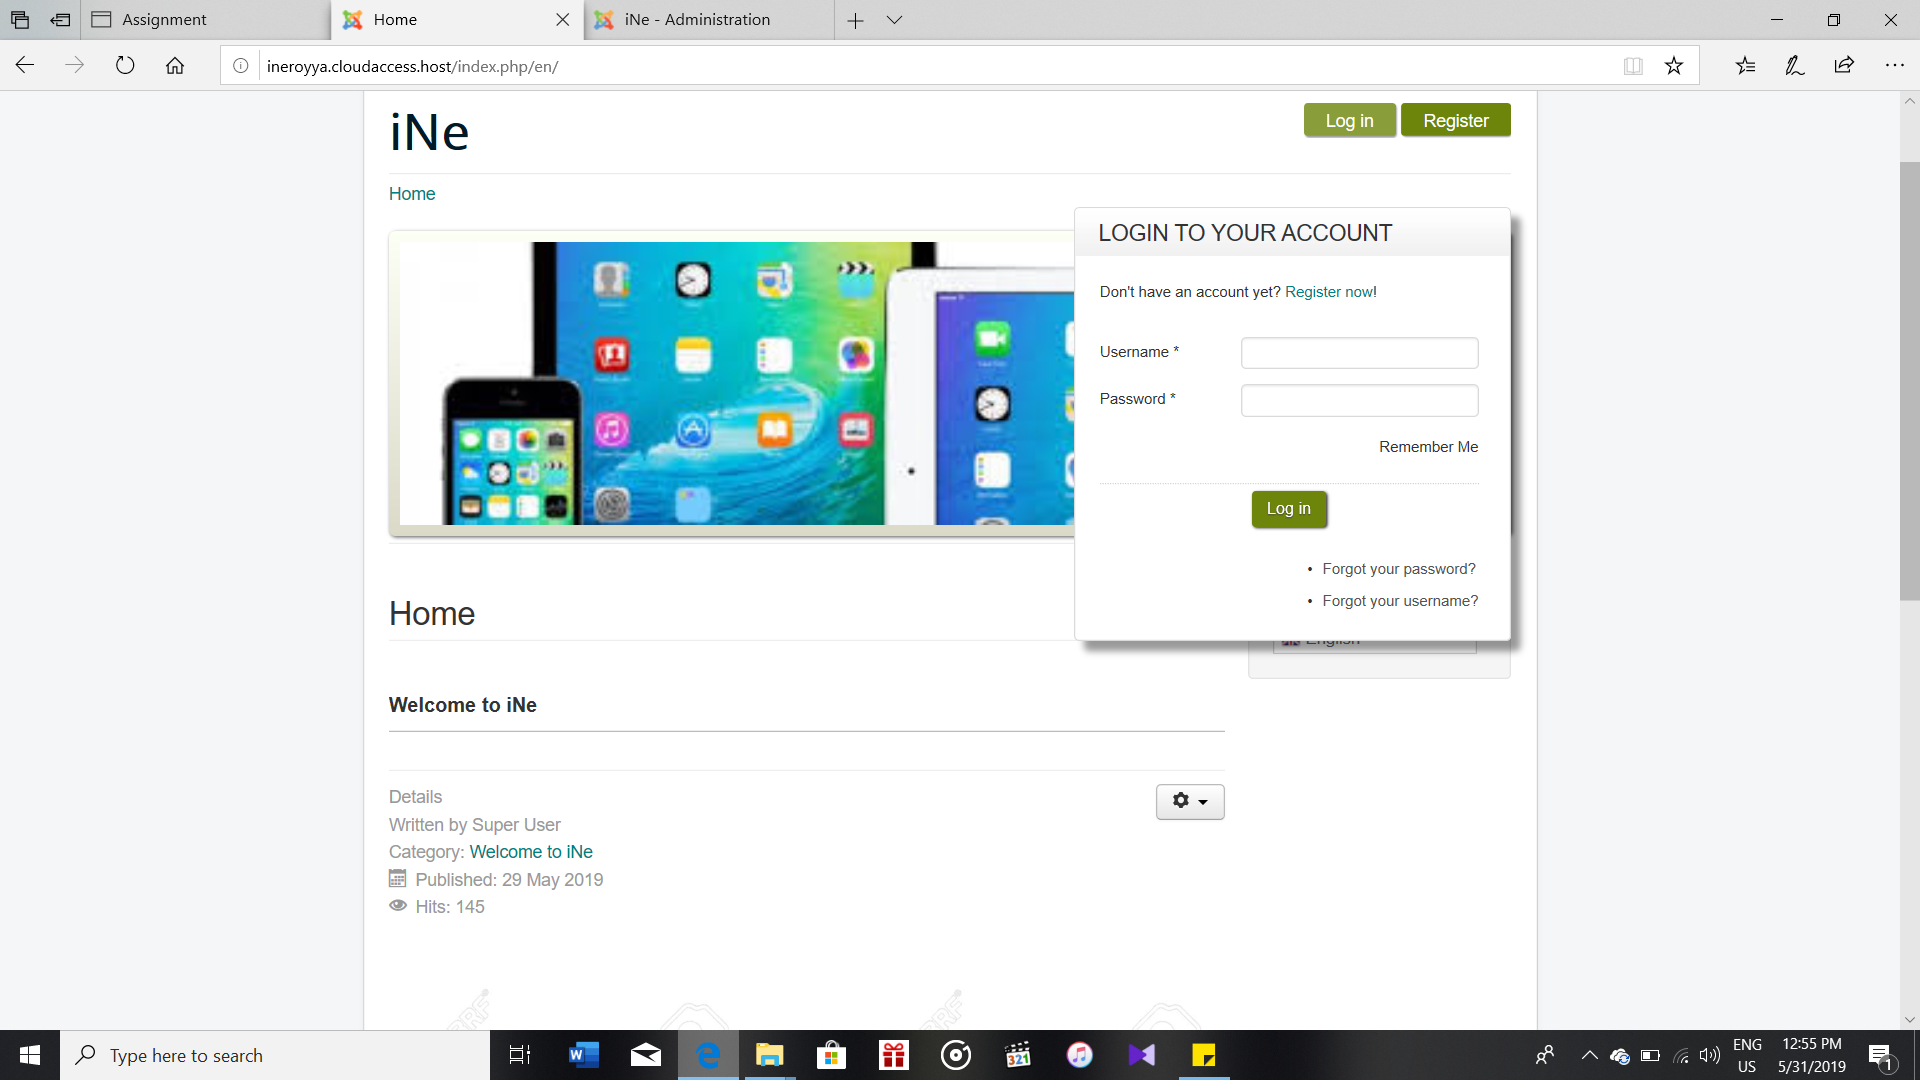 Assignment
Home
iNe - Administration
ineroyya.cloudaccess.host/index.php/en/
iNe
Log in
Register
Home
LOGIN TO YOUR ACCOUNT
Don't have an account yet? Register now!
Username *
Password *
Remember Me
Log in
• Forgot your password?
• Forgot your username?
English
Home
Welcome to iNe
Details
Written by Super User
Category: Welcome to iNe
Published: 29 May 2019
Hits: 145
Type here to search
321
ENG
US
12:55 PM
5/31/2019
1